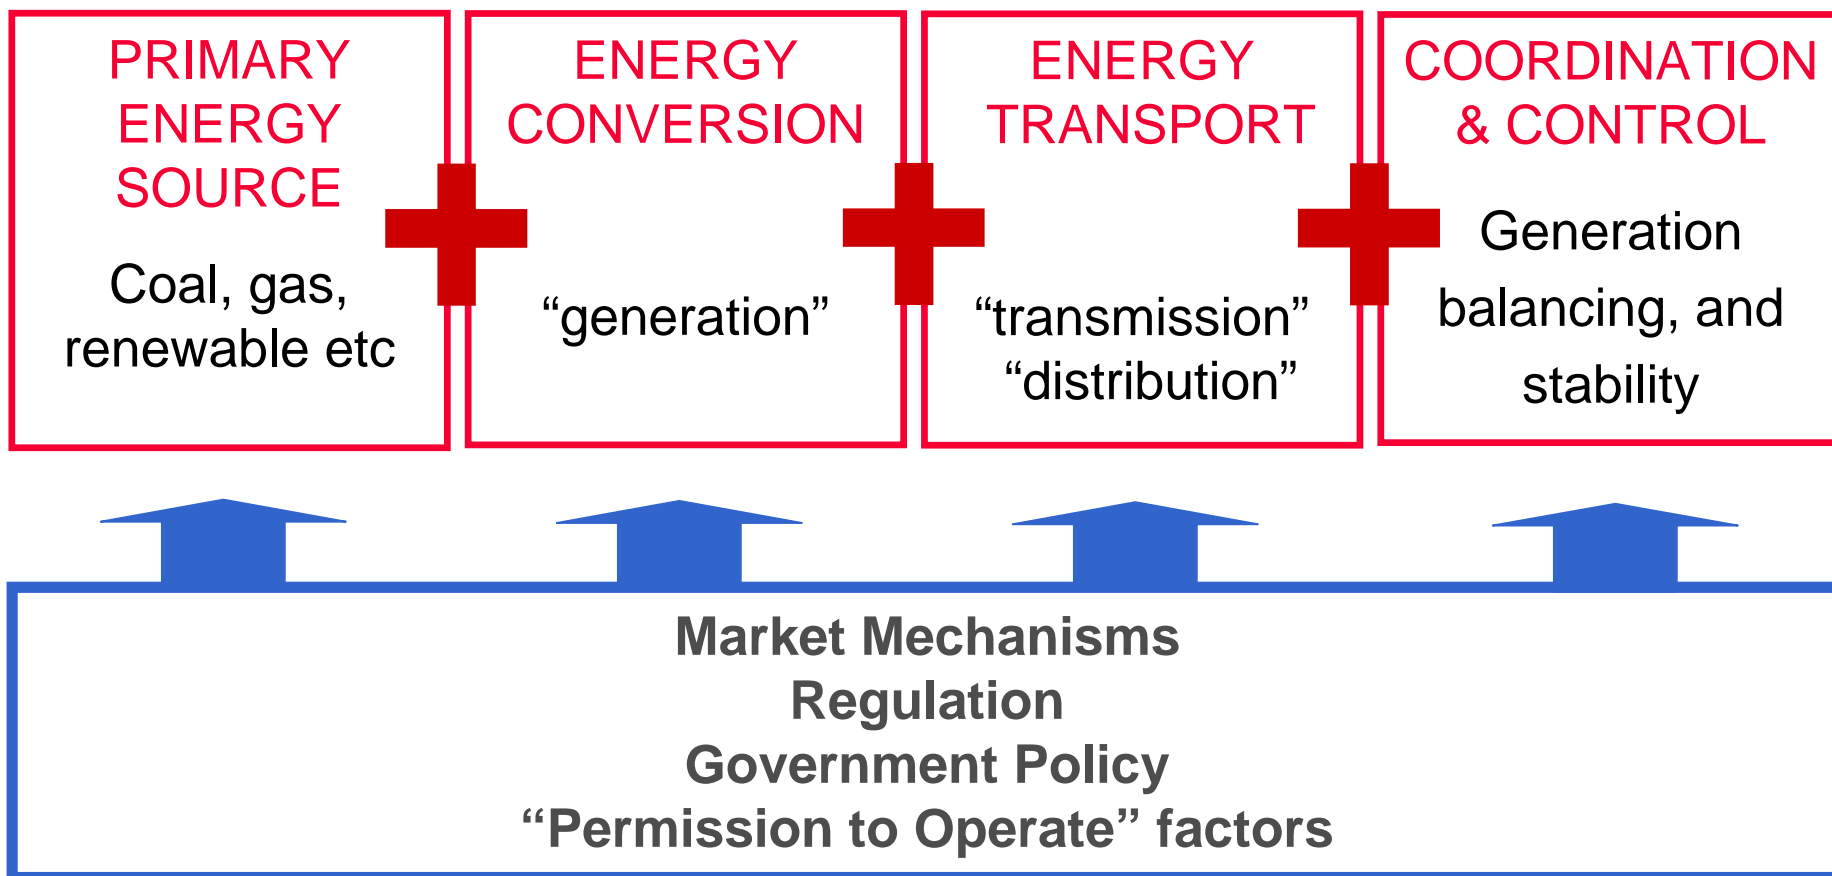 PRIMARY
ENERGY
SOURCE
Coal, gas,
renewable etc
ENERGY
CONVERSION
“generation”
ENERGY
TRANSPORT
“transmission”
“distribution”
COORDINATION
& CONTROL
Generation
balancing, and
stability
Market Mechanisms
Regulation
Government Policy
“Permission to Operate” factors